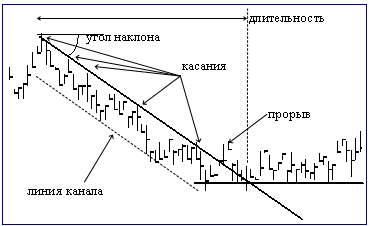 длительность
угол наклона
касания
прорыв
линия канала